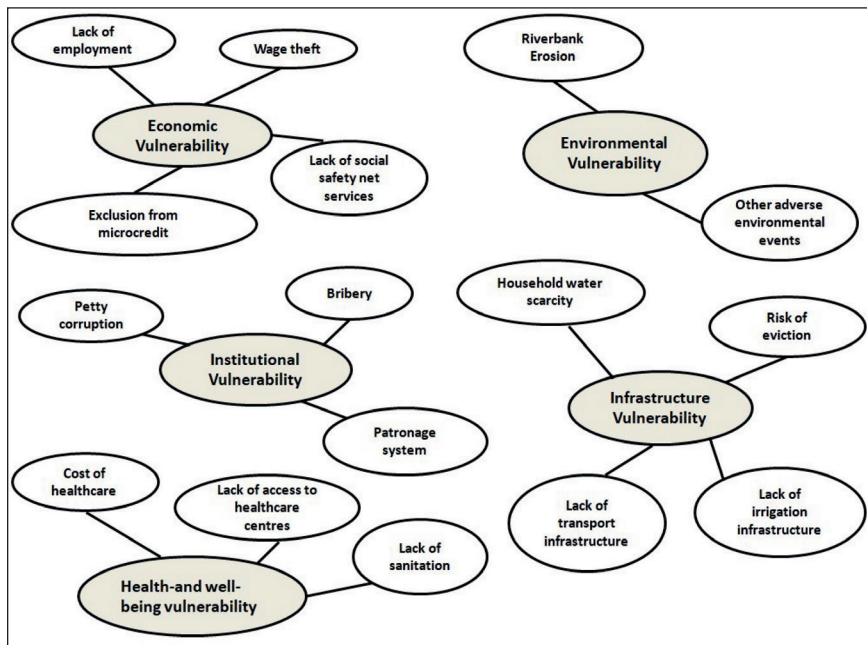 Lack of
employment
Wage theft
Economic
Vulnerability
Lack of social
safety net
services
Exclusion from
microcredit
Riverbank
Erosion
Environmental
Vulnerability
Other adverse
environmental
events
Petty
corruption
Bribery
Institutional
Vulnerability
Patronage
system
Household water
scarcity
Risk of
eviction
Infrastructure
Vulnerability
Lack of
transport
infrastructure
Lack of
irrigation
infrastructure
Cost of
healthcare
Lack of access to
healthcare
centres
Lack of
sanitation
Health-and well-
being vulnerability